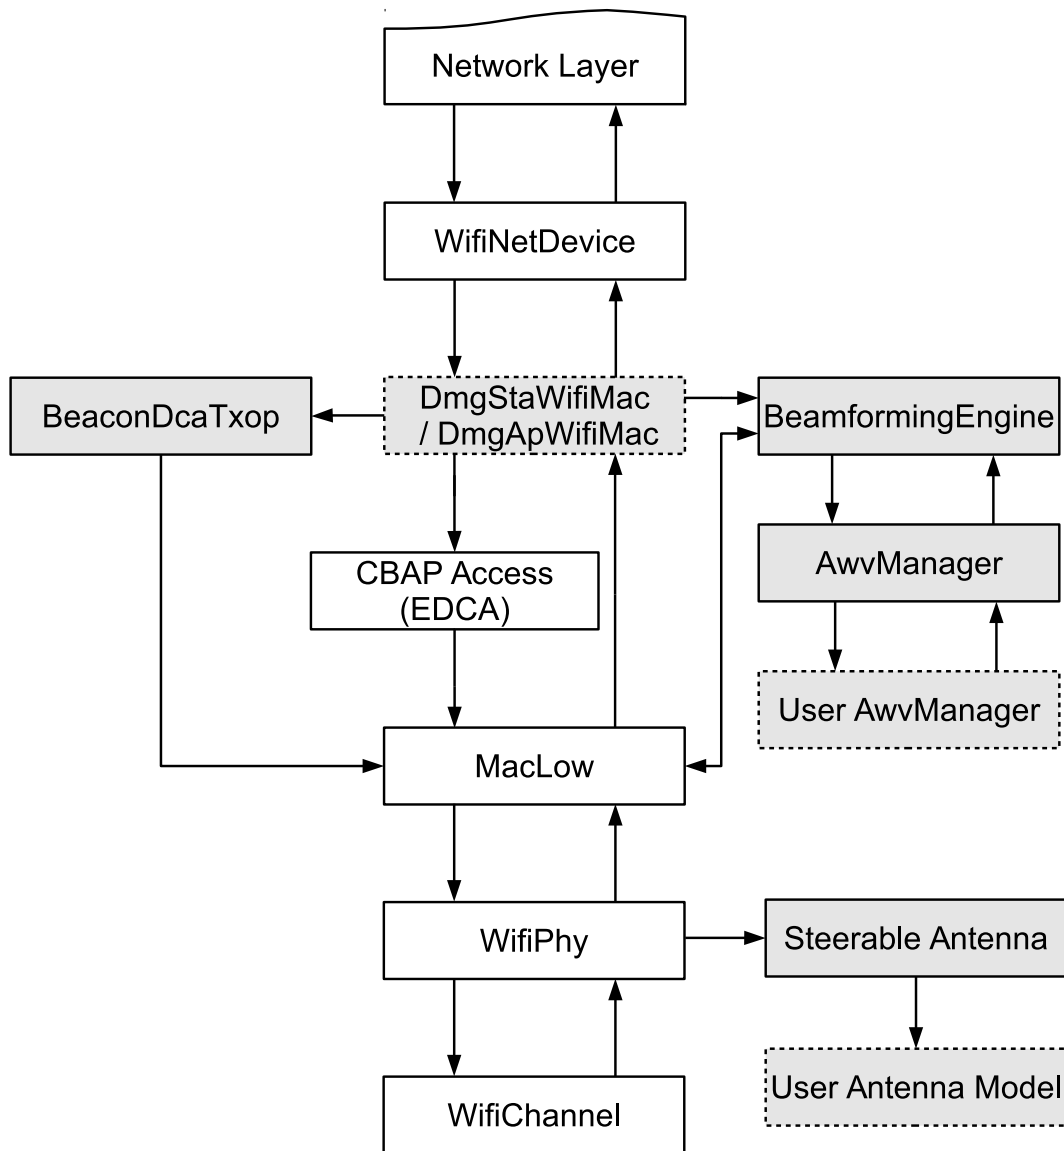 Network Layer
WifiNetDevice
BeaconDcaTxop
DmgStaWifiMac
/ DmgApWifiMac
BeamformingEngine
AwvManager
CBAP Access
(EDCA)
User AwvManager
MacLow
WifiPhy
Steerable Antenna
User Antenna Model
WifiChannel